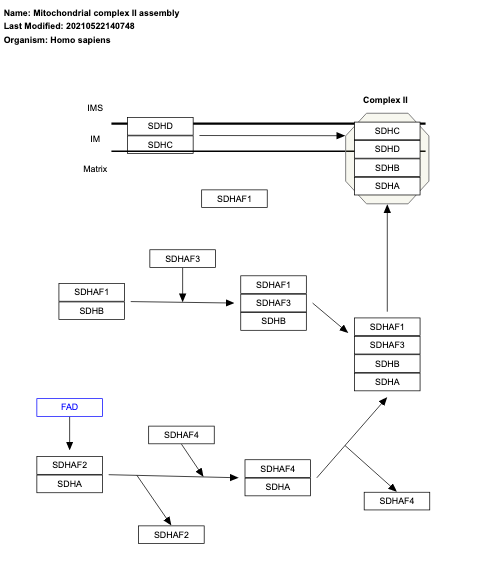 Name: Mitochondrial complex II assembly
Last Modified: 20210522140748
Organism: Homo sapiens
Complex II
IMS
SDHD
SDHC
IM
SDHC
SDHD
Matrix
SDHB
SDHA
SDHAF1
SDHAF3
SDHAF1
SDHB
SDHAF1
SDHAF3
SDHB
SDHAF1
SDHAF3
SDHB
SDHA
FAD
SDHAF4
SDHAF2
SDHA
SDHAF4
SDHA
SDHAF4
SDHAF2